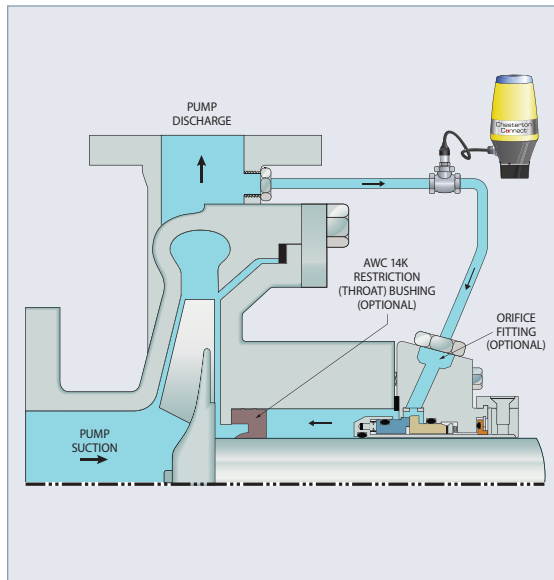 PUMP
DISCHARGE
Chesterton
Connect
AWC 14K
RESTRICTION
(THROAT) BUSHING
(OPTIONAL)
ORIFICE
FITTING
(OPTIONAL)
PUMP
SUCTION